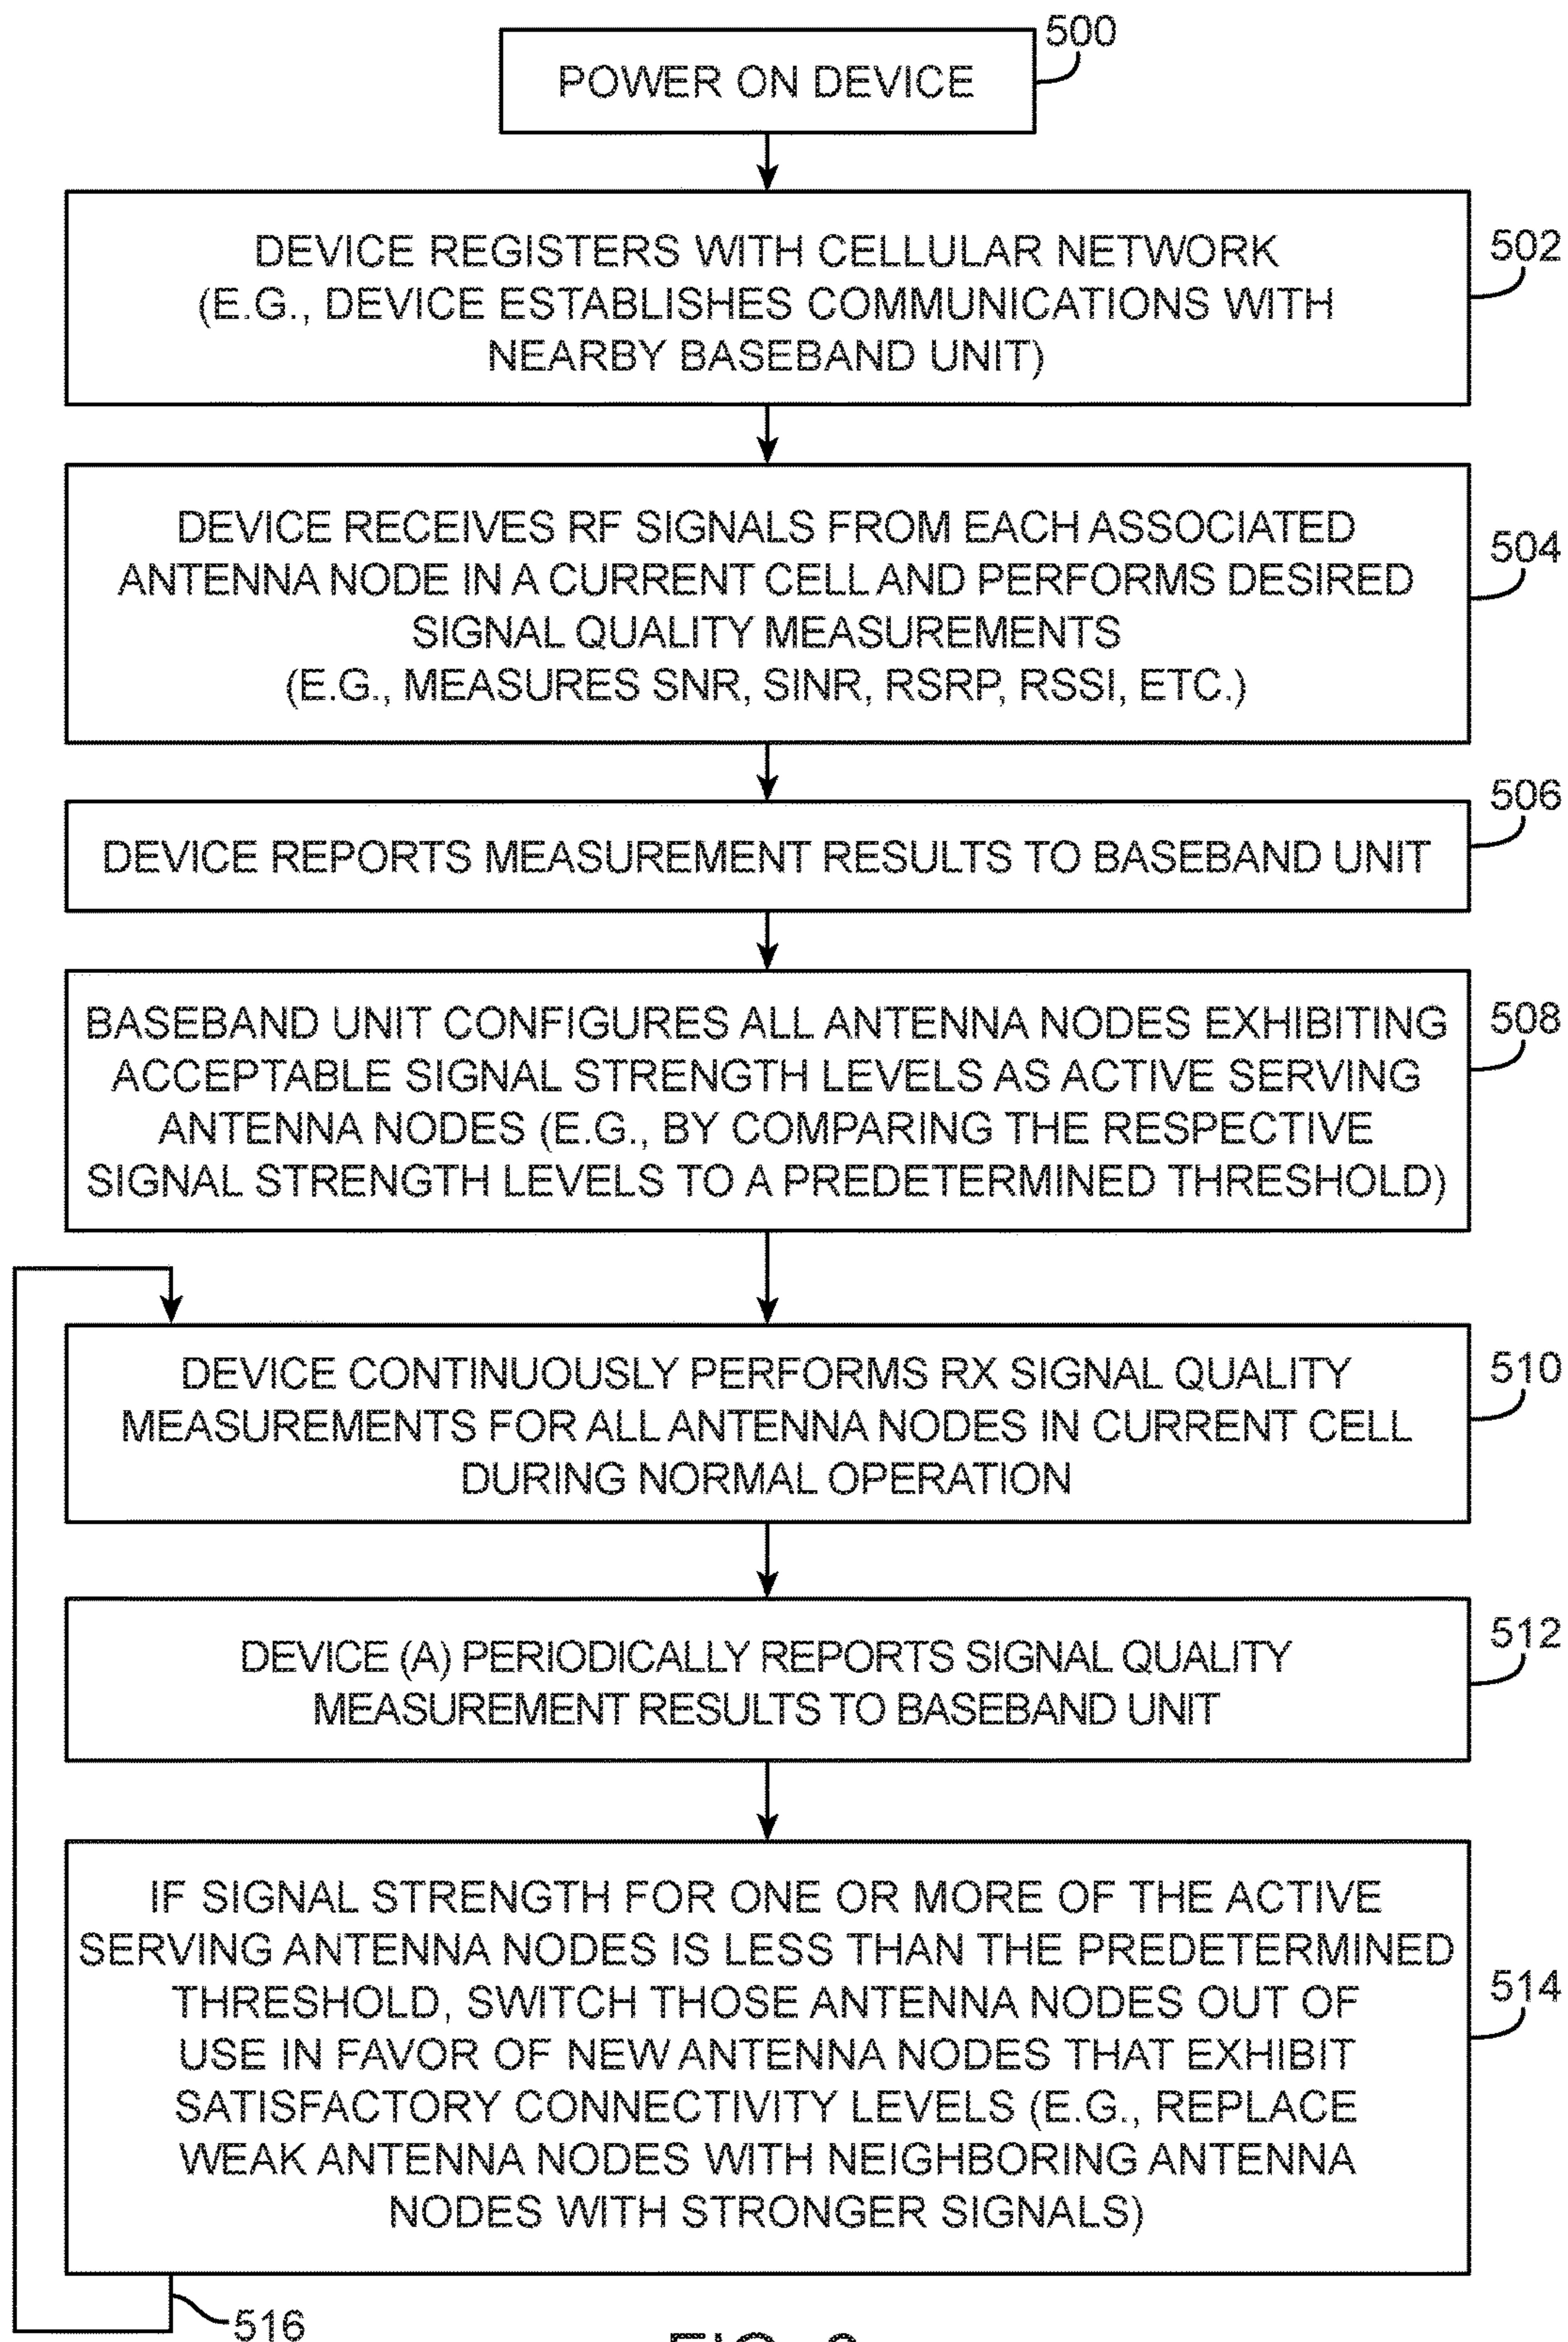 500
POWER ON DEVICE
DEVICE REGISTERS WITH CELLULAR NETWORK
(E.G., DEVICE ESTABLISHES COMMUNICATIONS WITH
NEARBY BASEBAND UNIT)
502
DEVICE RECEIVES RF SIGNALS FROM EACH ASSOCIATED
ANTENNA NODE IN A CURRENT CELL AND PERFORMS DESIRED
SIGNAL QUALITY MEASUREMENTS
(E.G., MEASURES SNR, SINR, RSRP, RSSI, ETC.)
504
DEVICE REPORTS MEASUREMENT RESULTS TO BASEBAND UNIT
506
BASEBAND UNIT CONFIGURES ALL ANTENNA NODES EXHIBITING
ACCEPTABLE SIGNAL STRENGTH LEVELS AS ACTIVE SERVING
ANTENNA NODES (E.G., BY COMPARING THE RESPECTIVE
SIGNAL STRENGTH LEVELS TO A PREDETERMINED THRESHOLD)
508
DEVICE CONTINUOUSLY PERFORMS RX SIGNAL QUALITY
MEASUREMENTS FOR ALL ANTENNA NODES IN CURRENT CELL
DURING NORMAL OPERATION
510
DEVICE (A) PERIODICALLY REPORTS SIGNAL QUALITY
MEASUREMENT RESULTS TO BASEBAND UNIT
512
IF SIGNAL STRENGTH FOR ONE OR MORE OF THE ACTIVE
SERVING ANTENNA NODES IS LESS THAN THE PREDETERMINED
THRESHOLD, SWITCH THOSE ANTENNA NODES OUT OF
USE IN FAVOR OF NEW ANTENNA NODES THAT EXHIBIT
SATISFACTORY CONNECTIVITY LEVELS (E.G., REPLACE
WEAK ANTENNA NODES WITH NEIGHBORING ANTENNA
NODES WITH STRONGER SIGNALS)
514
516
FIG.